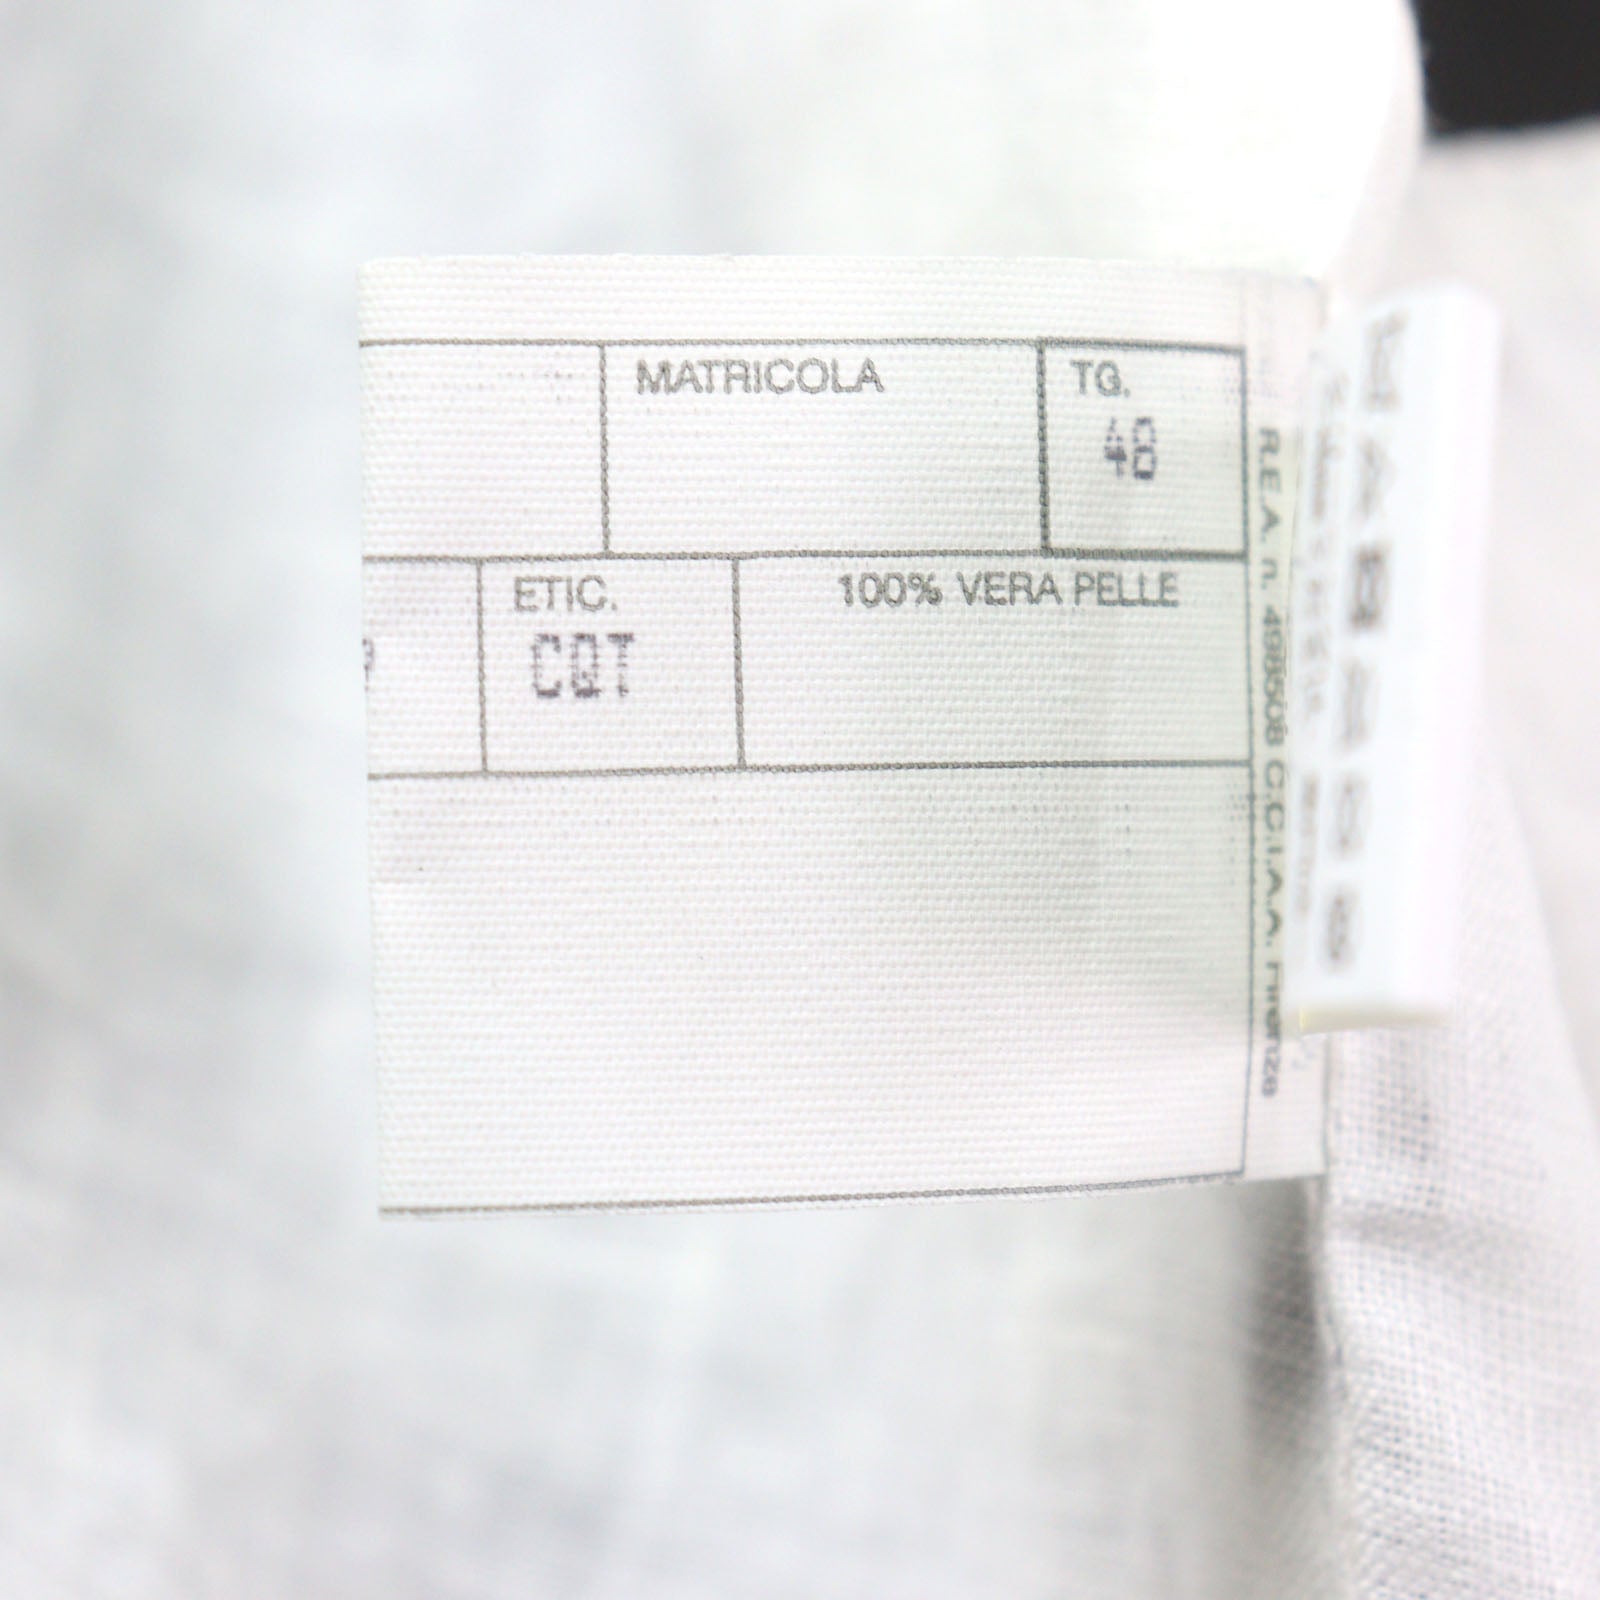 MATRICOLA
TG.
48
ETIC.
CQT
100% VERA PELLE
R.E.A. n. 498508 C.C.I.A.A. Firenze